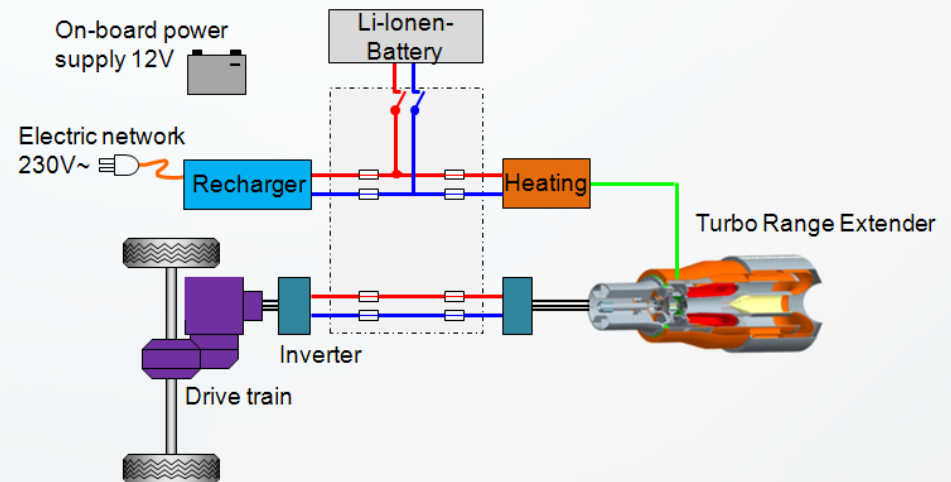 On-board power
supply 12V
Li-Ionen-
Battery
Electric network
230V~
Recharger
Heating
Turbo Range Extender
Inverter
Drive train